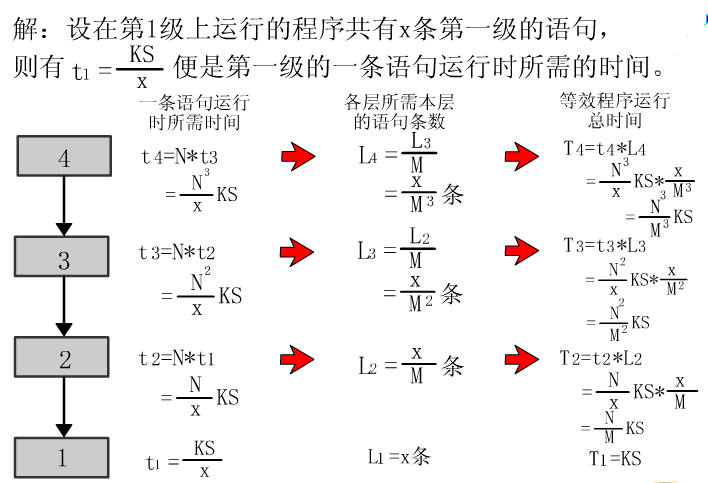 解：设在第1级上运行的程序共有x条第一级的语句，
则有 t1 = KS/x 便是第一级的一条语句运行时所需的时间。
一条语句运行
时所需时间
各层所需本层
的语句条数
等效程序运行
总时间
4
t4=N*t3
= N³/x KS
L4 = L3/M
= x/M³ 条
T4=t4*L4
= N³/x KS* x/M³
= N³/M³ KS
3
t3=N*t2
= N²/x KS
L3 = L2/M
= x/M² 条
T3=t3*L3
= N²/x KS* x/M²
= N²/M² KS
2
t2=N*t1
= N/x KS
L2 = x/M 条
T2=t2*L2
= N/x KS* x/M
= N/M KS
1
t1 = KS/x
L1=x条
T1=KS